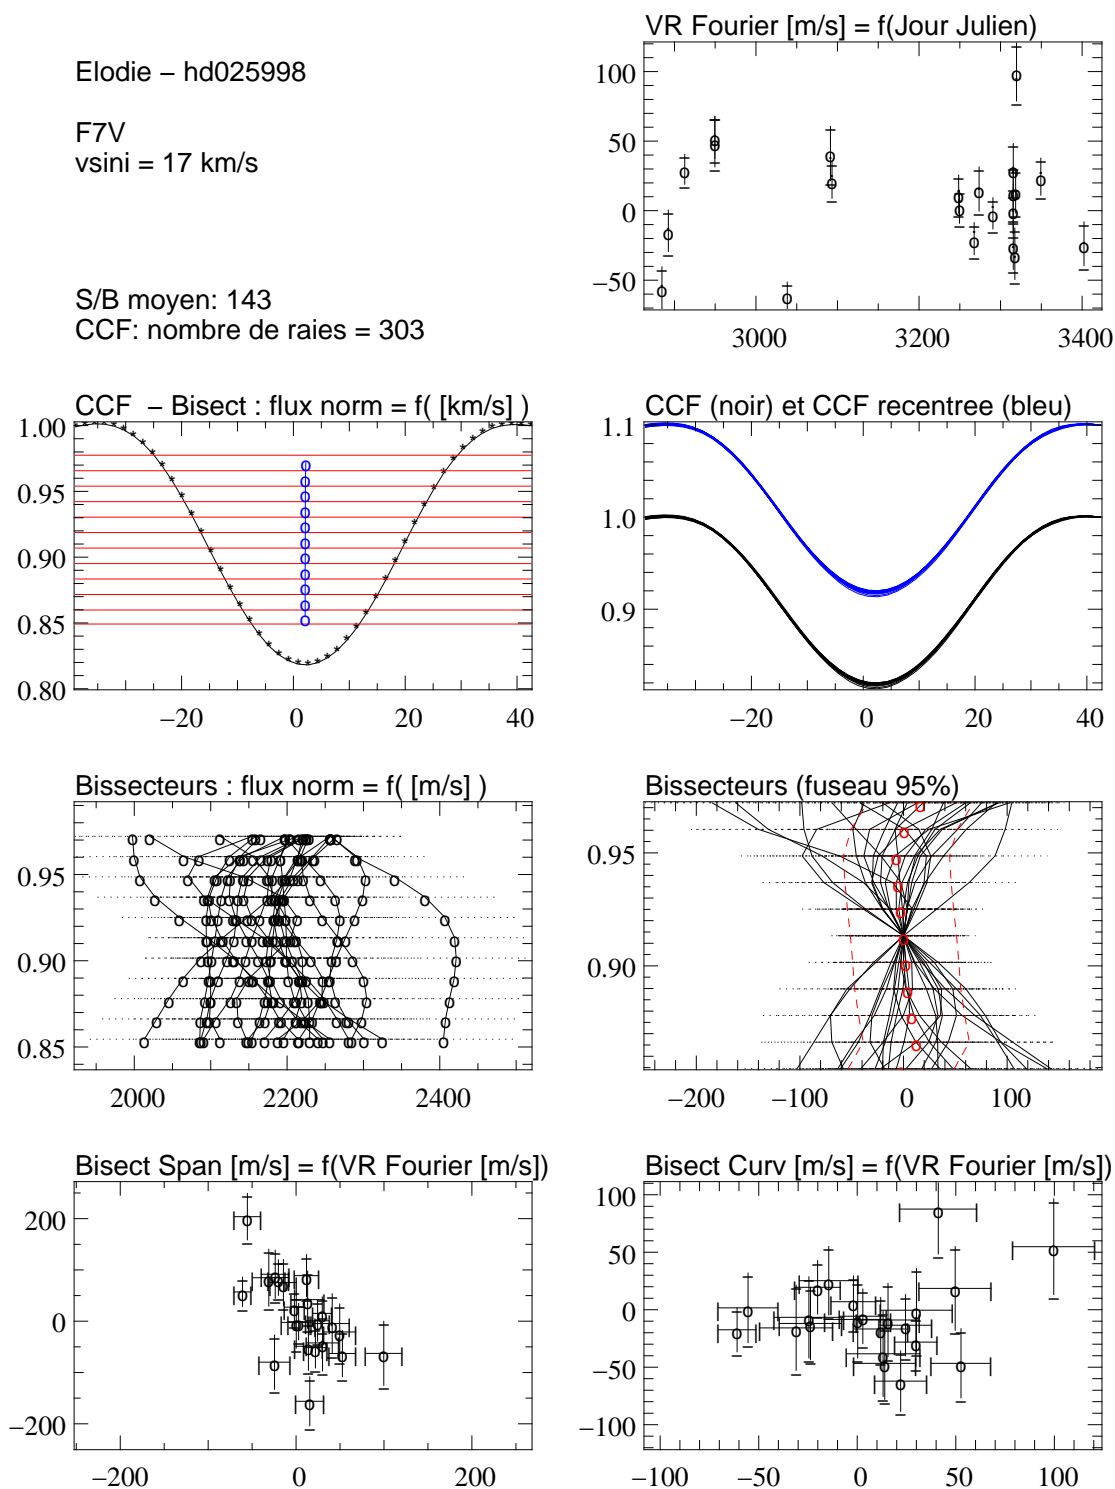 Elodie – hd025998
F7V
vsini = 17 km/s
S/B moyen: 143
CCF: nombre de raies = 303
VR Fourier [m/s] = f(Jour Julien)
100
50
0
−50
3000 3200 3400
CCF – Bisect : flux norm = f( [km/s] )
1.00
0.95
0.90
0.85
0.80
−20 0 20 40
CCF (noir) et CCF recentree (bleu)
1.1
1.0
0.9
−20 0 20 40
Bissecteurs : flux norm = f( [m/s] )
0.95
0.90
0.85
2000 2200 2400
Bissecteurs (fuseau 95%)
0.95
0.90
−200 −100 0 100
Bisect Span [m/s] = f(VR Fourier [m/s])
200
0
−200
−200 0 200
Bisect Curv [m/s] = f(VR Fourier [m/s])
100
50
0
−50
−100
−100 −50 0 50 100